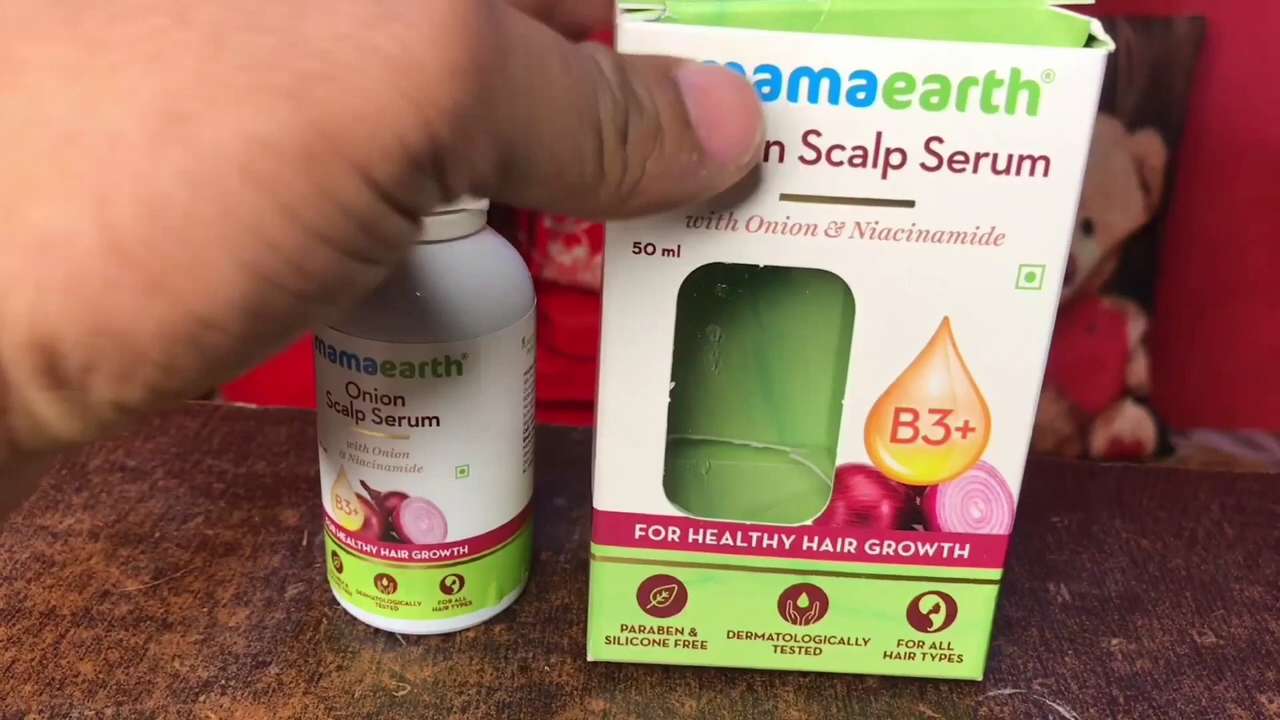 mamaearth®
Scalp Serum
with Onion & Niacinamide
50 ml
B3+
FOR HEALTHY HAIR GROWTH
PARABEN &
SILICONE FREE
DERMATOLOGICALLY
TESTED
FOR ALL
HAIR TYPES
mamaearth®
Onion
Scalp Serum
with Onion
& Niacinamide
B3+
FOR HEALTHY HAIR GROWTH
DERMATOLOGICALLY
TESTED
FOR ALL
HAIR TYPES